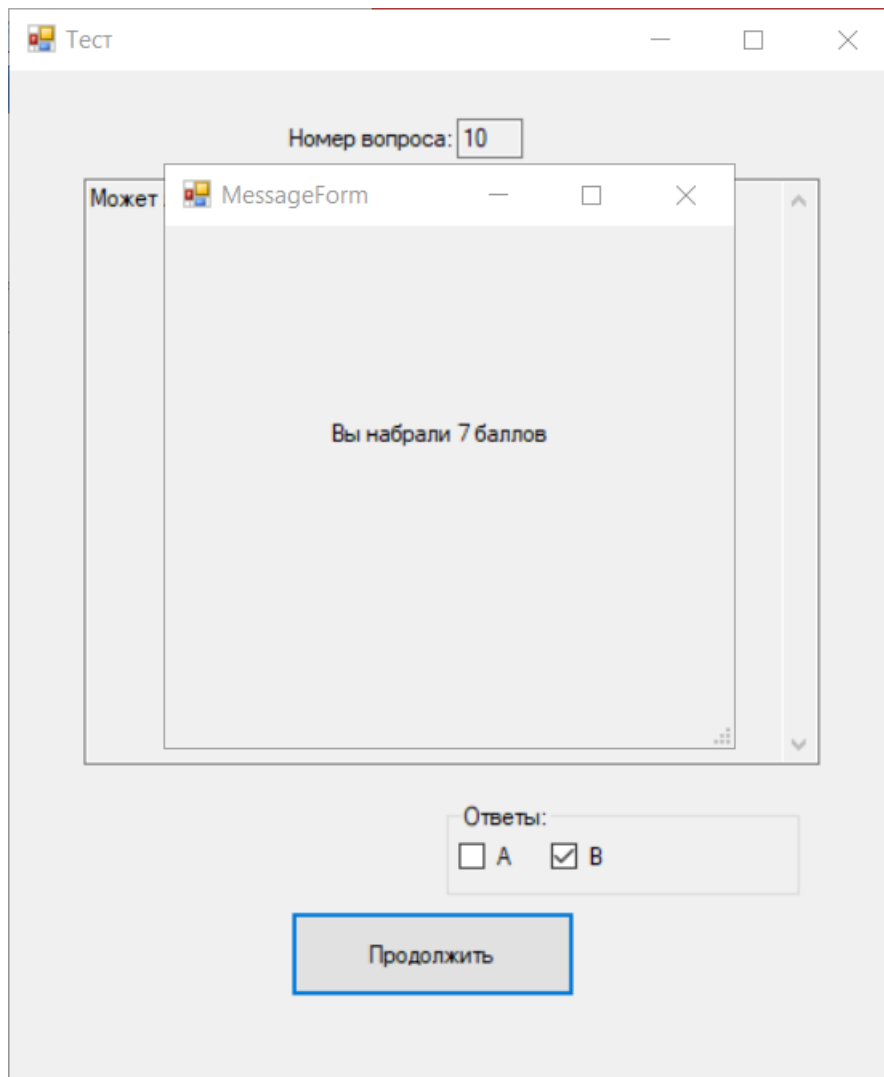 Тест
Номер вопроса: 10
Может
MessageForm
Вы набрали 7 баллов
Ответы:
A B
Продолжить